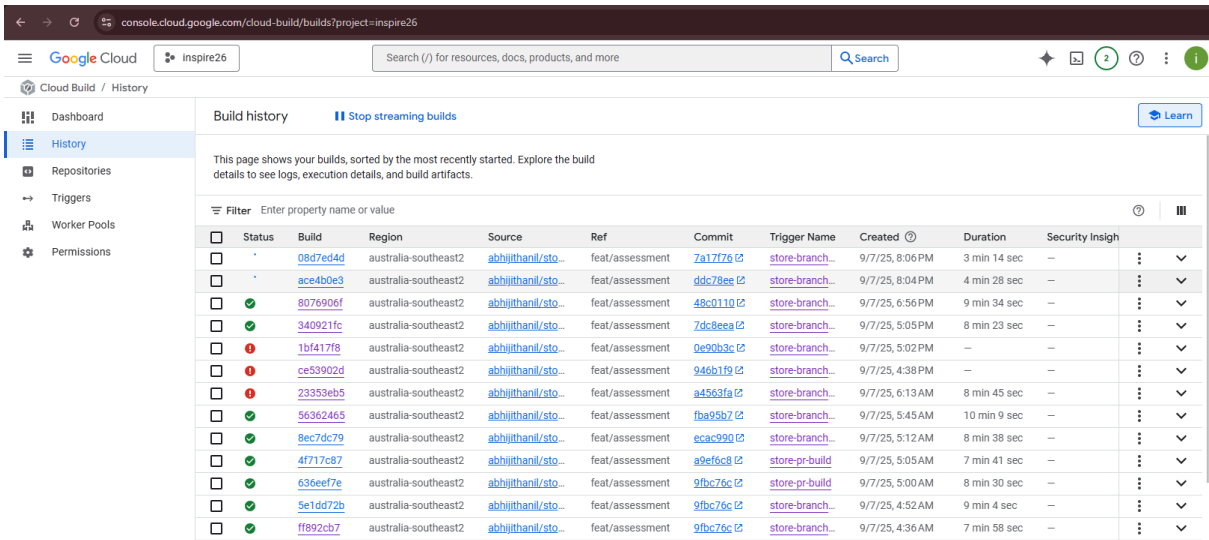 console.cloud.google.com/cloud-build/builds?project=inspire26
Google Cloud inspire26 Search (/) for resources, docs, products, and more Search 2 i
Cloud Build / History
Dashboard
History
Repositories
Triggers
Worker Pools
Permissions
Build history Stop streaming builds Learn
This page shows your builds, sorted by the most recently started. Explore the build
details to see logs, execution details, and build artifacts.
Filter Enter property name or value
Status Build Region Source Ref Commit Trigger Name Created Duration Security Insigh
08d7ed4d australia-southeast2 abhijithanil/sto... feat/assessment 7a17f76 store-branch... 9/7/25, 8:06 PM 3 min 14 sec —
ace4b0e3 australia-southeast2 abhijithanil/sto... feat/assessment ddc78ee store-branch... 9/7/25, 8:04 PM 4 min 28 sec —
8076906f australia-southeast2 abhijithanil/sto... feat/assessment 48c0110 store-branch... 9/7/25, 6:56 PM 9 min 34 sec —
340921fc australia-southeast2 abhijithanil/sto... feat/assessment 7dc8eea store-branch... 9/7/25, 5:05 PM 8 min 23 sec —
1bf417f8 australia-southeast2 abhijithanil/sto... feat/assessment 0e90b3c store-branch... 9/7/25, 5:02 PM — —
ce53902d australia-southeast2 abhijithanil/sto... feat/assessment 946b1f9 store-branch... 9/7/25, 4:38 PM — —
23353eb5 australia-southeast2 abhijithanil/sto... feat/assessment a4563fa store-branch... 9/7/25, 6:13 AM 8 min 45 sec —
56362465 australia-southeast2 abhijithanil/sto... feat/assessment fba95b7 store-branch... 9/7/25, 5:45 AM 10 min 9 sec —
8ec7dc79 australia-southeast2 abhijithanil/sto... feat/assessment ecac990 store-branch... 9/7/25, 5:12 AM 8 min 38 sec —
4f717c87 australia-southeast2 abhijithanil/sto... feat/assessment a9ef6c8 store-pr-build 9/7/25, 5:05 AM 7 min 41 sec —
636eef7e australia-southeast2 abhijithanil/sto... feat/assessment 9fbc76c store-pr-build 9/7/25, 5:00 AM 8 min 30 sec —
5e1dd72b australia-southeast2 abhijithanil/sto... feat/assessment 9fbc76c store-branch... 9/7/25, 4:52 AM 9 min 4 sec —
ff892cb7 australia-southeast2 abhijithanil/sto... feat/assessment 9fbc76c store-branch... 9/7/25, 4:36 AM 7 min 58 sec —